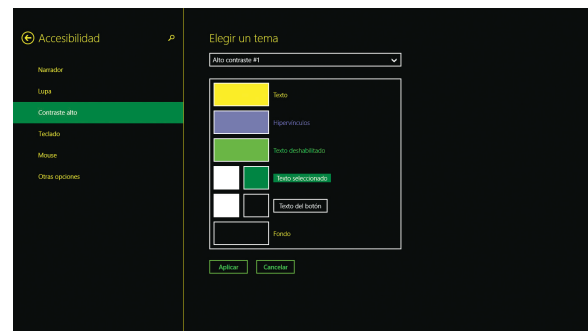 Accesibilidad
Narrador
Lupa
Contraste alto
Teclado
Mouse
Otras opciones
Elegir un tema
Alto contraste #1
Texto
Hipervínculos
Texto deshabilitado
Texto seleccionado
Texto del botón
Fondo
Aplicar
Cancelar